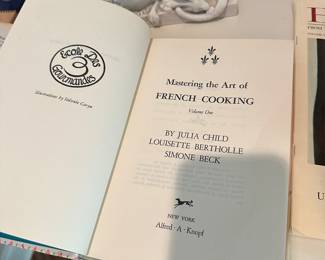 Ecole Des
3
Gourmandes
Illustrations by Sidonie Coryn
Mastering the Art of
FRENCH COOKING
Volume One
BY JULIA CHILD
LOUISETTE BERTHOLLE
SIMONE BECK
NEW YORK
Alfred · A · Knopf